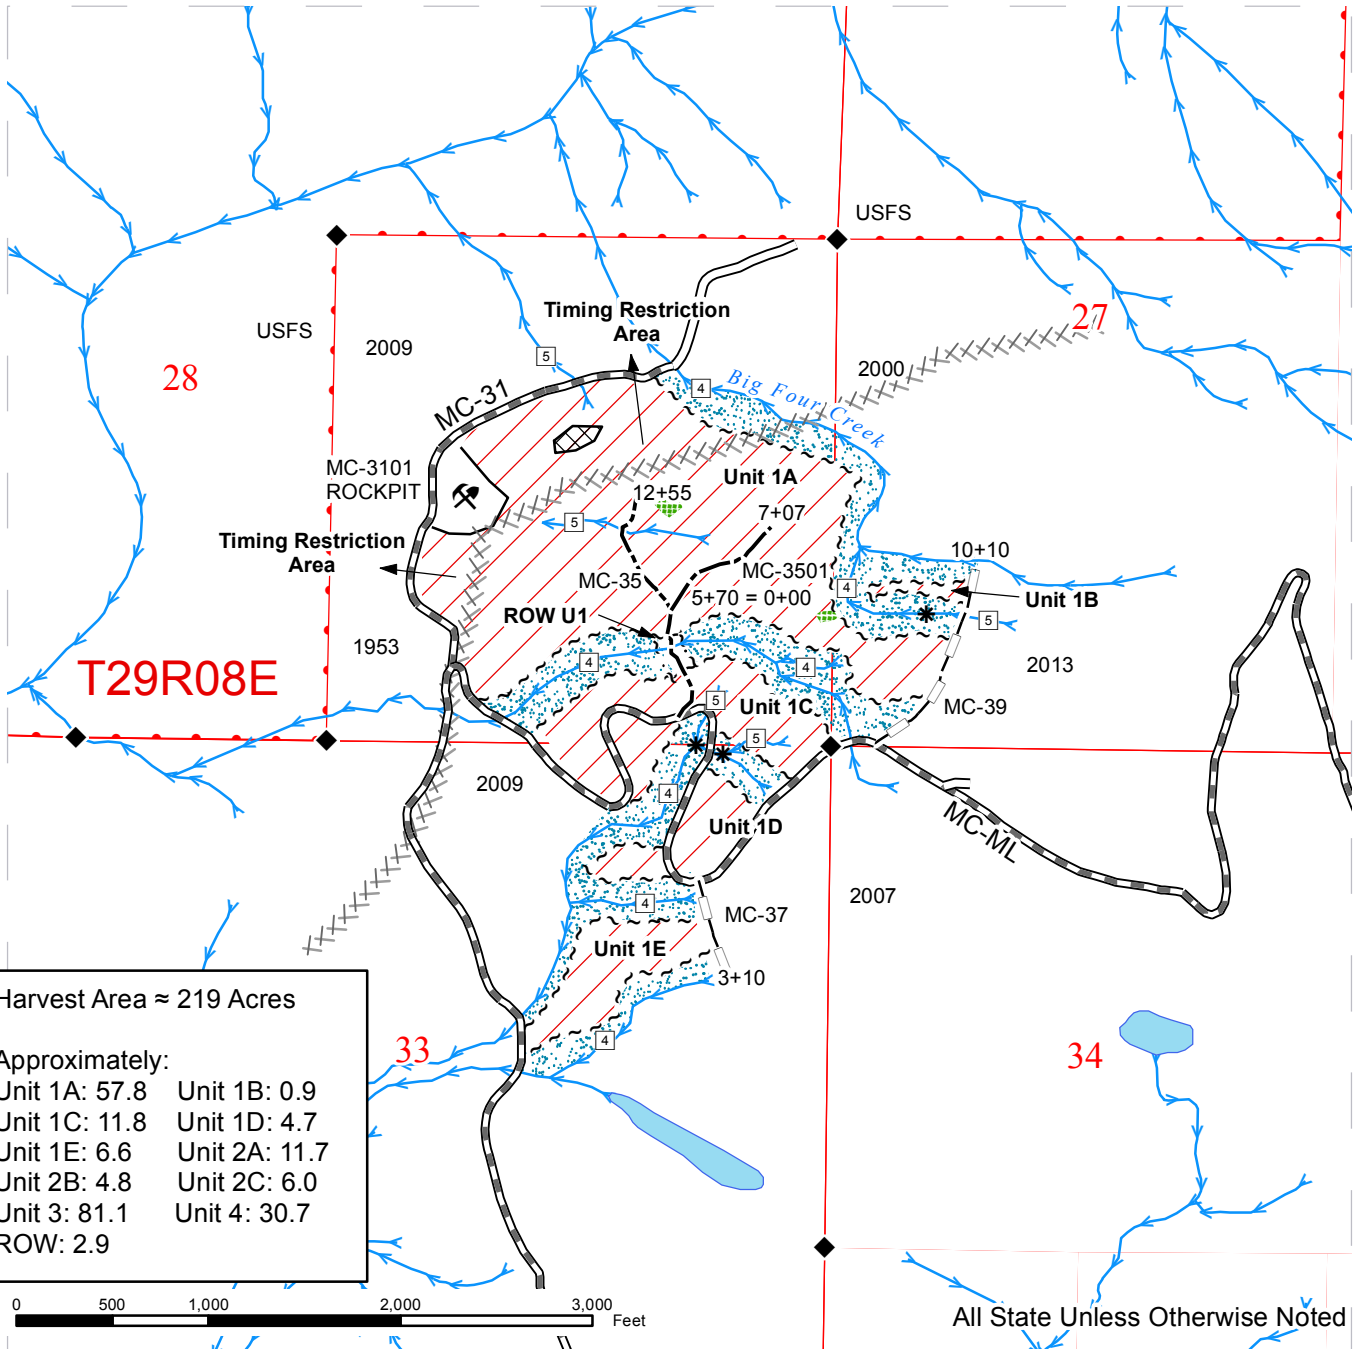 USFS
27
Timing Restriction
Area
USFS
2009
28
5
4
Big Four Creek
2000
MC-31
MC-3101
ROCKPIT
Unit 1A
12+55
7+07
5
Timing Restriction
Area
10+10
MC-35
MC-3501
4
5+70 = 0+00
Unit 1B
ROW U1
5
1953
4
4
2013
T29R08E
5
Unit 1C
MC-39
5
2009
4
Unit 1D
MC-ML
2007
4
MC-37
Unit 1E
3+10
Harvest Area ≈ 219 Acres
4
33
34
Approximately:
Unit 1A: 57.8 Unit 1B: 0.9
Unit 1C: 11.8 Unit 1D: 4.7
Unit 1E: 6.6 Unit 2A: 11.7
Unit 2B: 4.8 Unit 2C: 6.0
Unit 3: 81.1 Unit 4: 30.7
ROW: 2.9
0 500 1,000 2,000 3,000
Feet
All State Unless Otherwise Noted